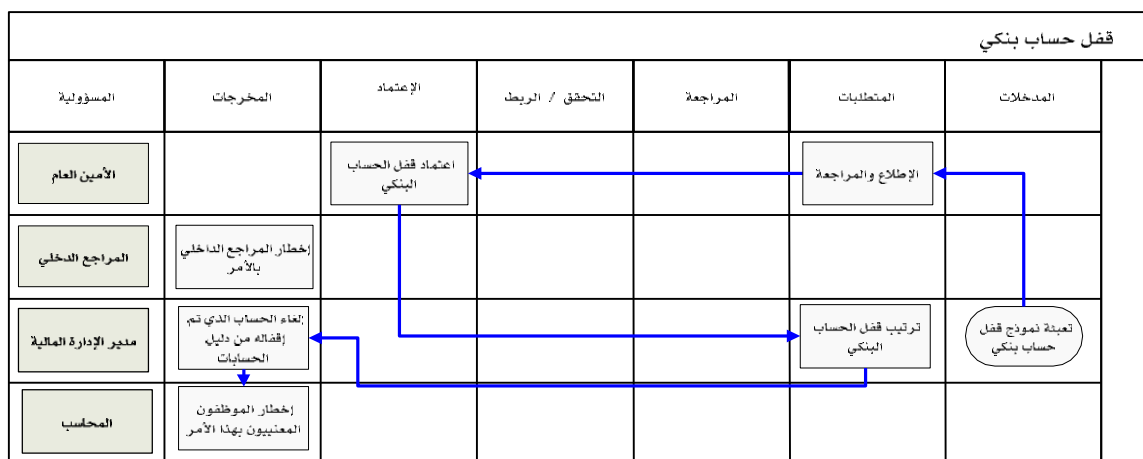 قفل حساب بنكي
المدخلات
المتطلبات
المراجعة
التحقق / الربط
الإعتماد
المخرجات
المسؤولية
الإطلاع والمراجعة
اعتماد قفل الحساب
البنكي
الأمين العام
إخطار المراجع الداخلي
بالأمر
المراجع الدخلي
تعبئة نموذج قفل
حساب بنكي
ترتيب قفل الحساب
البنكي
إلغاء الحساب الذي تم
إقفاله من دليل
الحسابات
مدير الإدارة المالية
إخطار الموظفون
المعنييون بهذا الأمر
المحاسب